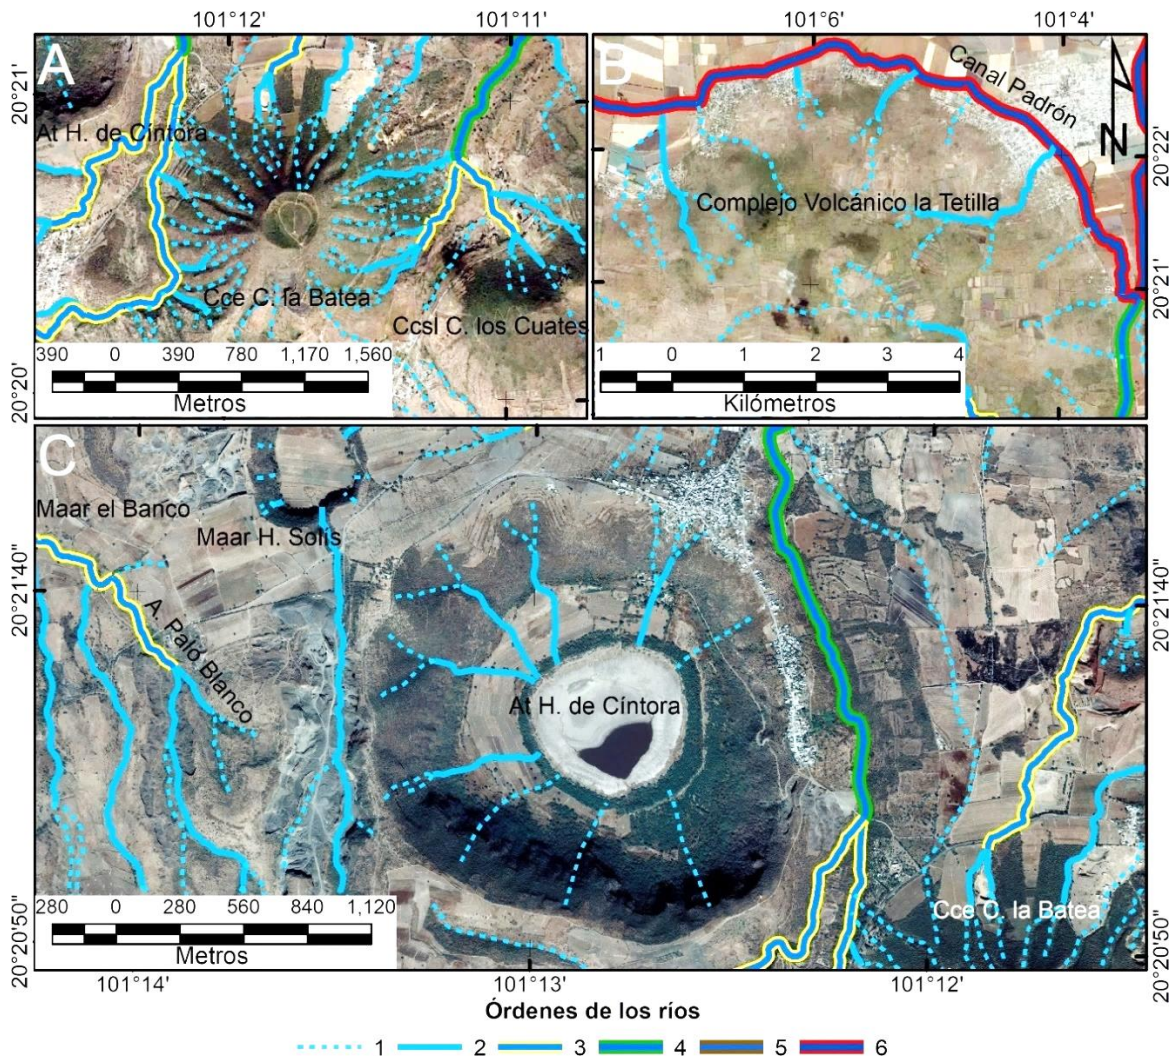 101°12' 101°11' 101°6' 101°4'
A
B
20°21'
At H. de Cíntora
Cce C. la Batea
Ccsl C. los Cuates
390 0 390 780 1,170 1,560
Metros
20°20'
Canal Padrón
N
20°22'
Complejo Volcánico la Tetilla
20°21'
1 0 1 2 3 4
Kilómetros
C
Maar el Banco
Maar H. Solís
20°21'40"
20°21'40"
A. Palo Blanco
At H. de Cíntora
Cce C. la Batea
280 0 280 560 840 1,120
Metros
20°20'50"
20°20'50"
101°14' 101°13' 101°12'
Órdenes de los ríos
1 2 3 4 5 6